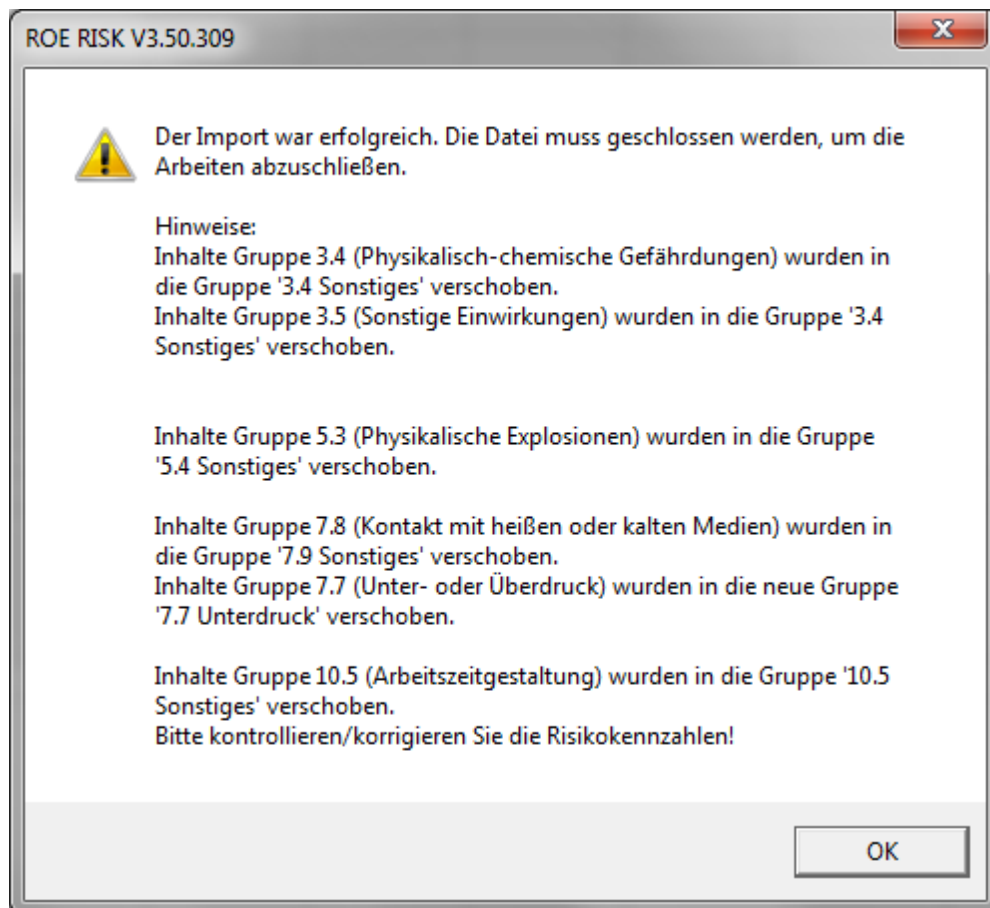 ROE RISK V3.50.309
Der Import war erfolgreich. Die Datei muss geschlossen werden, um die
Arbeiten abzuschließen.
Hinweise:
Inhalte Gruppe 3.4 (Physikalisch-chemische Gefährdungen) wurden in
die Gruppe '3.4 Sonstiges' verschoben.
Inhalte Gruppe 3.5 (Sonstige Einwirkungen) wurden in die Gruppe '3.4
Sonstiges' verschoben.
Inhalte Gruppe 5.3 (Physikalische Explosionen) wurden in die Gruppe
'5.4 Sonstiges' verschoben.
Inhalte Gruppe 7.8 (Kontakt mit heißen oder kalten Medien) wurden in
die Gruppe '7.9 Sonstiges' verschoben.
Inhalte Gruppe 7.7 (Unter- oder Überdruck) wurden in die neue Gruppe
'7.7 Unterdruck' verschoben.
Inhalte Gruppe 10.5 (Arbeitszeitgestaltung) wurden in die Gruppe '10.5
Sonstiges' verschoben.
Bitte kontrollieren/korrigieren Sie die Risikokennzahlen!
OK